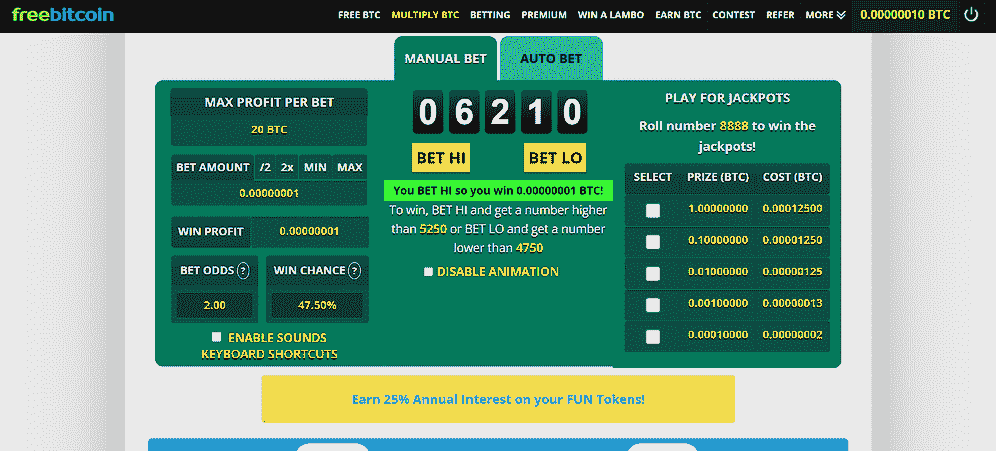 freebitcoin
FREE BTC MULTIPLY BTC BETTING PREMIUM WIN A LAMBO EARN BTC CONTEST REFER MORE 0.00000010 BTC
MANUAL BET AUTO BET
MAX PROFIT PER BET
20 BTC
BET AMOUNT /2 2x MIN MAX
0.00000001
WIN PROFIT 0.00000001
BET ODDS ? WIN CHANCE ?
2.00 47.50%
ENABLE SOUNDS
KEYBOARD SHORTCUTS
0 6 2 1 0
BET HI BET LO
You BET HI so you win 0.00000001 BTC!
To win, BET HI and get a number higher
than 5250 or BET LO and get a number
lower than 4750
DISABLE ANIMATION
PLAY FOR JACKPOTS
Roll number 8888 to win the
jackpots!
SELECT PRIZE (BTC) COST (BTC)
1.00000000 0.00012500
0.10000000 0.00001250
0.01000000 0.00000125
0.00100000 0.00000013
0.00010000 0.00000002
Earn 25% Annual Interest on your FUN Tokens!